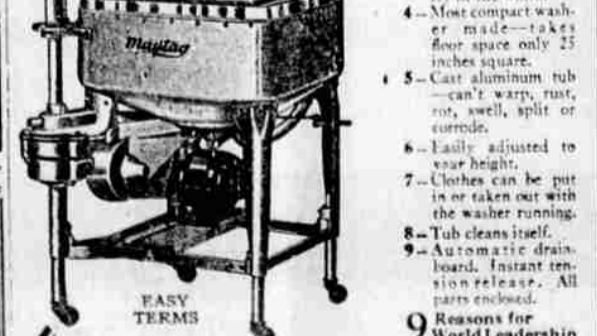 Maytag
EASY
TERMS
4—Most compact wash-
er made—takes
floor space only 25
inches square.
5—Cast aluminum tub
—can't warp, rust,
rot, swell, split or
corrode.
6—Easily adjusted to
your height.
7—Clothes can be put
in or taken out with
the washer running.
8—Tub cleans itself.
9—Automatic drain-
board. Instant ten-
sion release. All
parts enclosed.
9 Reasons for
World Leadership